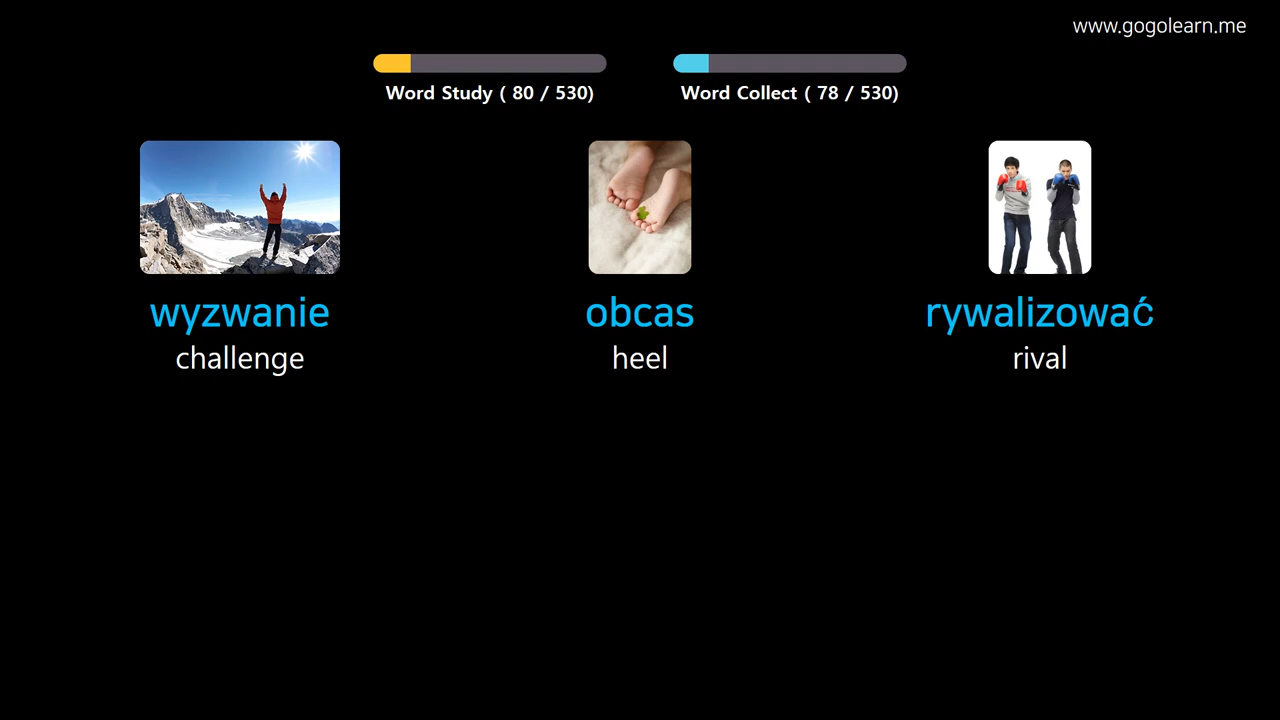 www.gogolearn.me
Word Study ( 80 / 530)
Word Collect ( 78 / 530)
wyzwanie
challenge
obcas
heel
rywalizować
rival